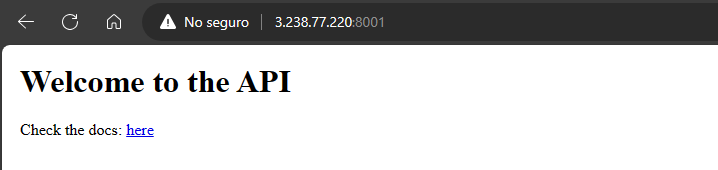 No seguro 3.238.77.220:8001
Welcome to the API
Check the docs: here